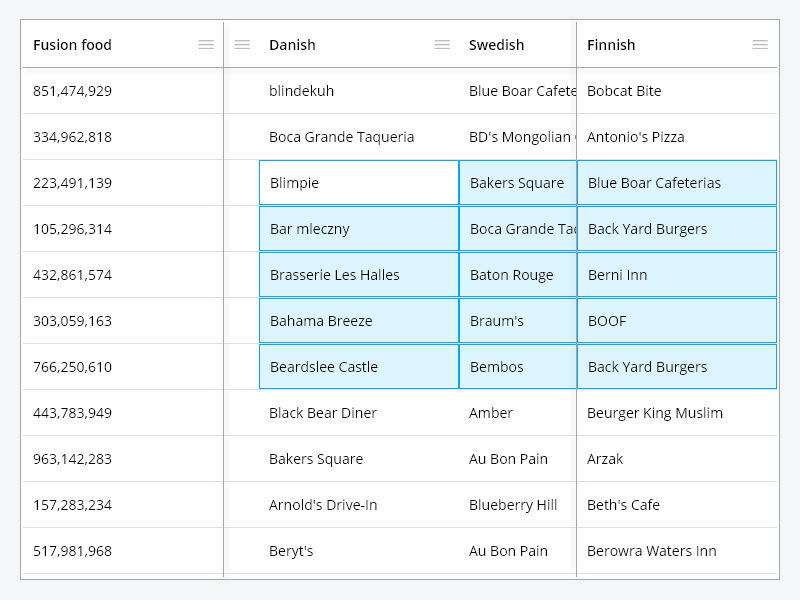 Fusion food Danish Swedish Finnish
851,474,929 blindekuh Blue Boar Bobcat Bite
334,962,818 Boca Grande Taqueria BD's Mongolian Antonio's Pizza
223,491,139 Blimpie Bakers Square Blue Boar Cafeterias
105,296,314 Bar mleczny Boca Grande Back Yard Burgers
432,861,574 Brasserie Les Halles Baton Rouge Berni Inn
303,059,163 Bahama Breeze Braum's BOOF
766,250,610 Beardslee Castle Bembos Back Yard Burgers
443,783,949 Black Bear Diner Amber Beurger King Muslim
963,142,283 Bakers Square Au Bon Pain Arzak
157,283,234 Arnold's Drive-In Blueberry Hill Beth's Cafe
517,981,968 Beryt's Au Bon Pain Berowra Waters Inn